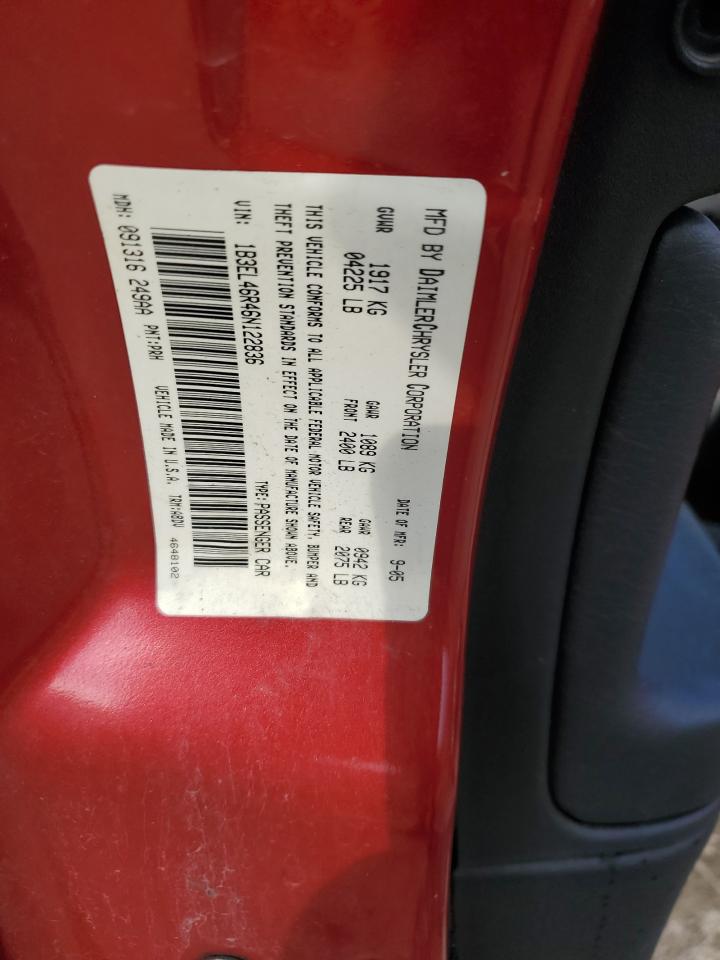 MFD BY DAIMLERCHRYSLER CORPORATION
DATE OF MFR: 9-05
GVWR 1917 KG
04225 LB
GAWR FRONT 1089 KG 2400 LB
GAWR REAR 0942 KG 2075 LB
THIS VEHICLE CONFORMS TO ALL APPLICABLE FEDERAL MOTOR VEHICLE SAFETY, BUMPER AND
THEFT PREVENTION STANDARDS IN EFFECT ON THE DATE OF MANUFACTURE SHOWN ABOVE.
VIN: 1B3EL46R46N122836 TYPE: PASSENGER CAR
MDH: 091316 249AA PNT:PRH VEHICLE MADE IN U.S.A. TRM:A8DV 4648102